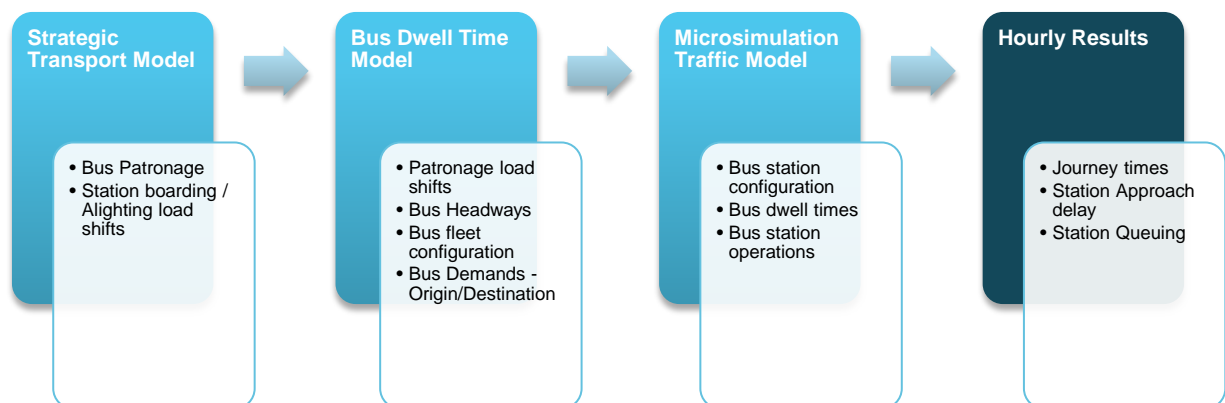 Strategic
Transport Model
• Bus Patronage
• Station boarding /
Alighting load
shifts
Bus Dwell Time
Model
• Patronage load
shifts
• Bus Headways
• Bus fleet
configuration
• Bus Demands -
Origin/Destination
Microsimulation
Traffic Model
• Bus station
configuration
• Bus dwell times
• Bus station
operations
Hourly Results
• Journey times
• Station Approach
delay
• Station Queuing